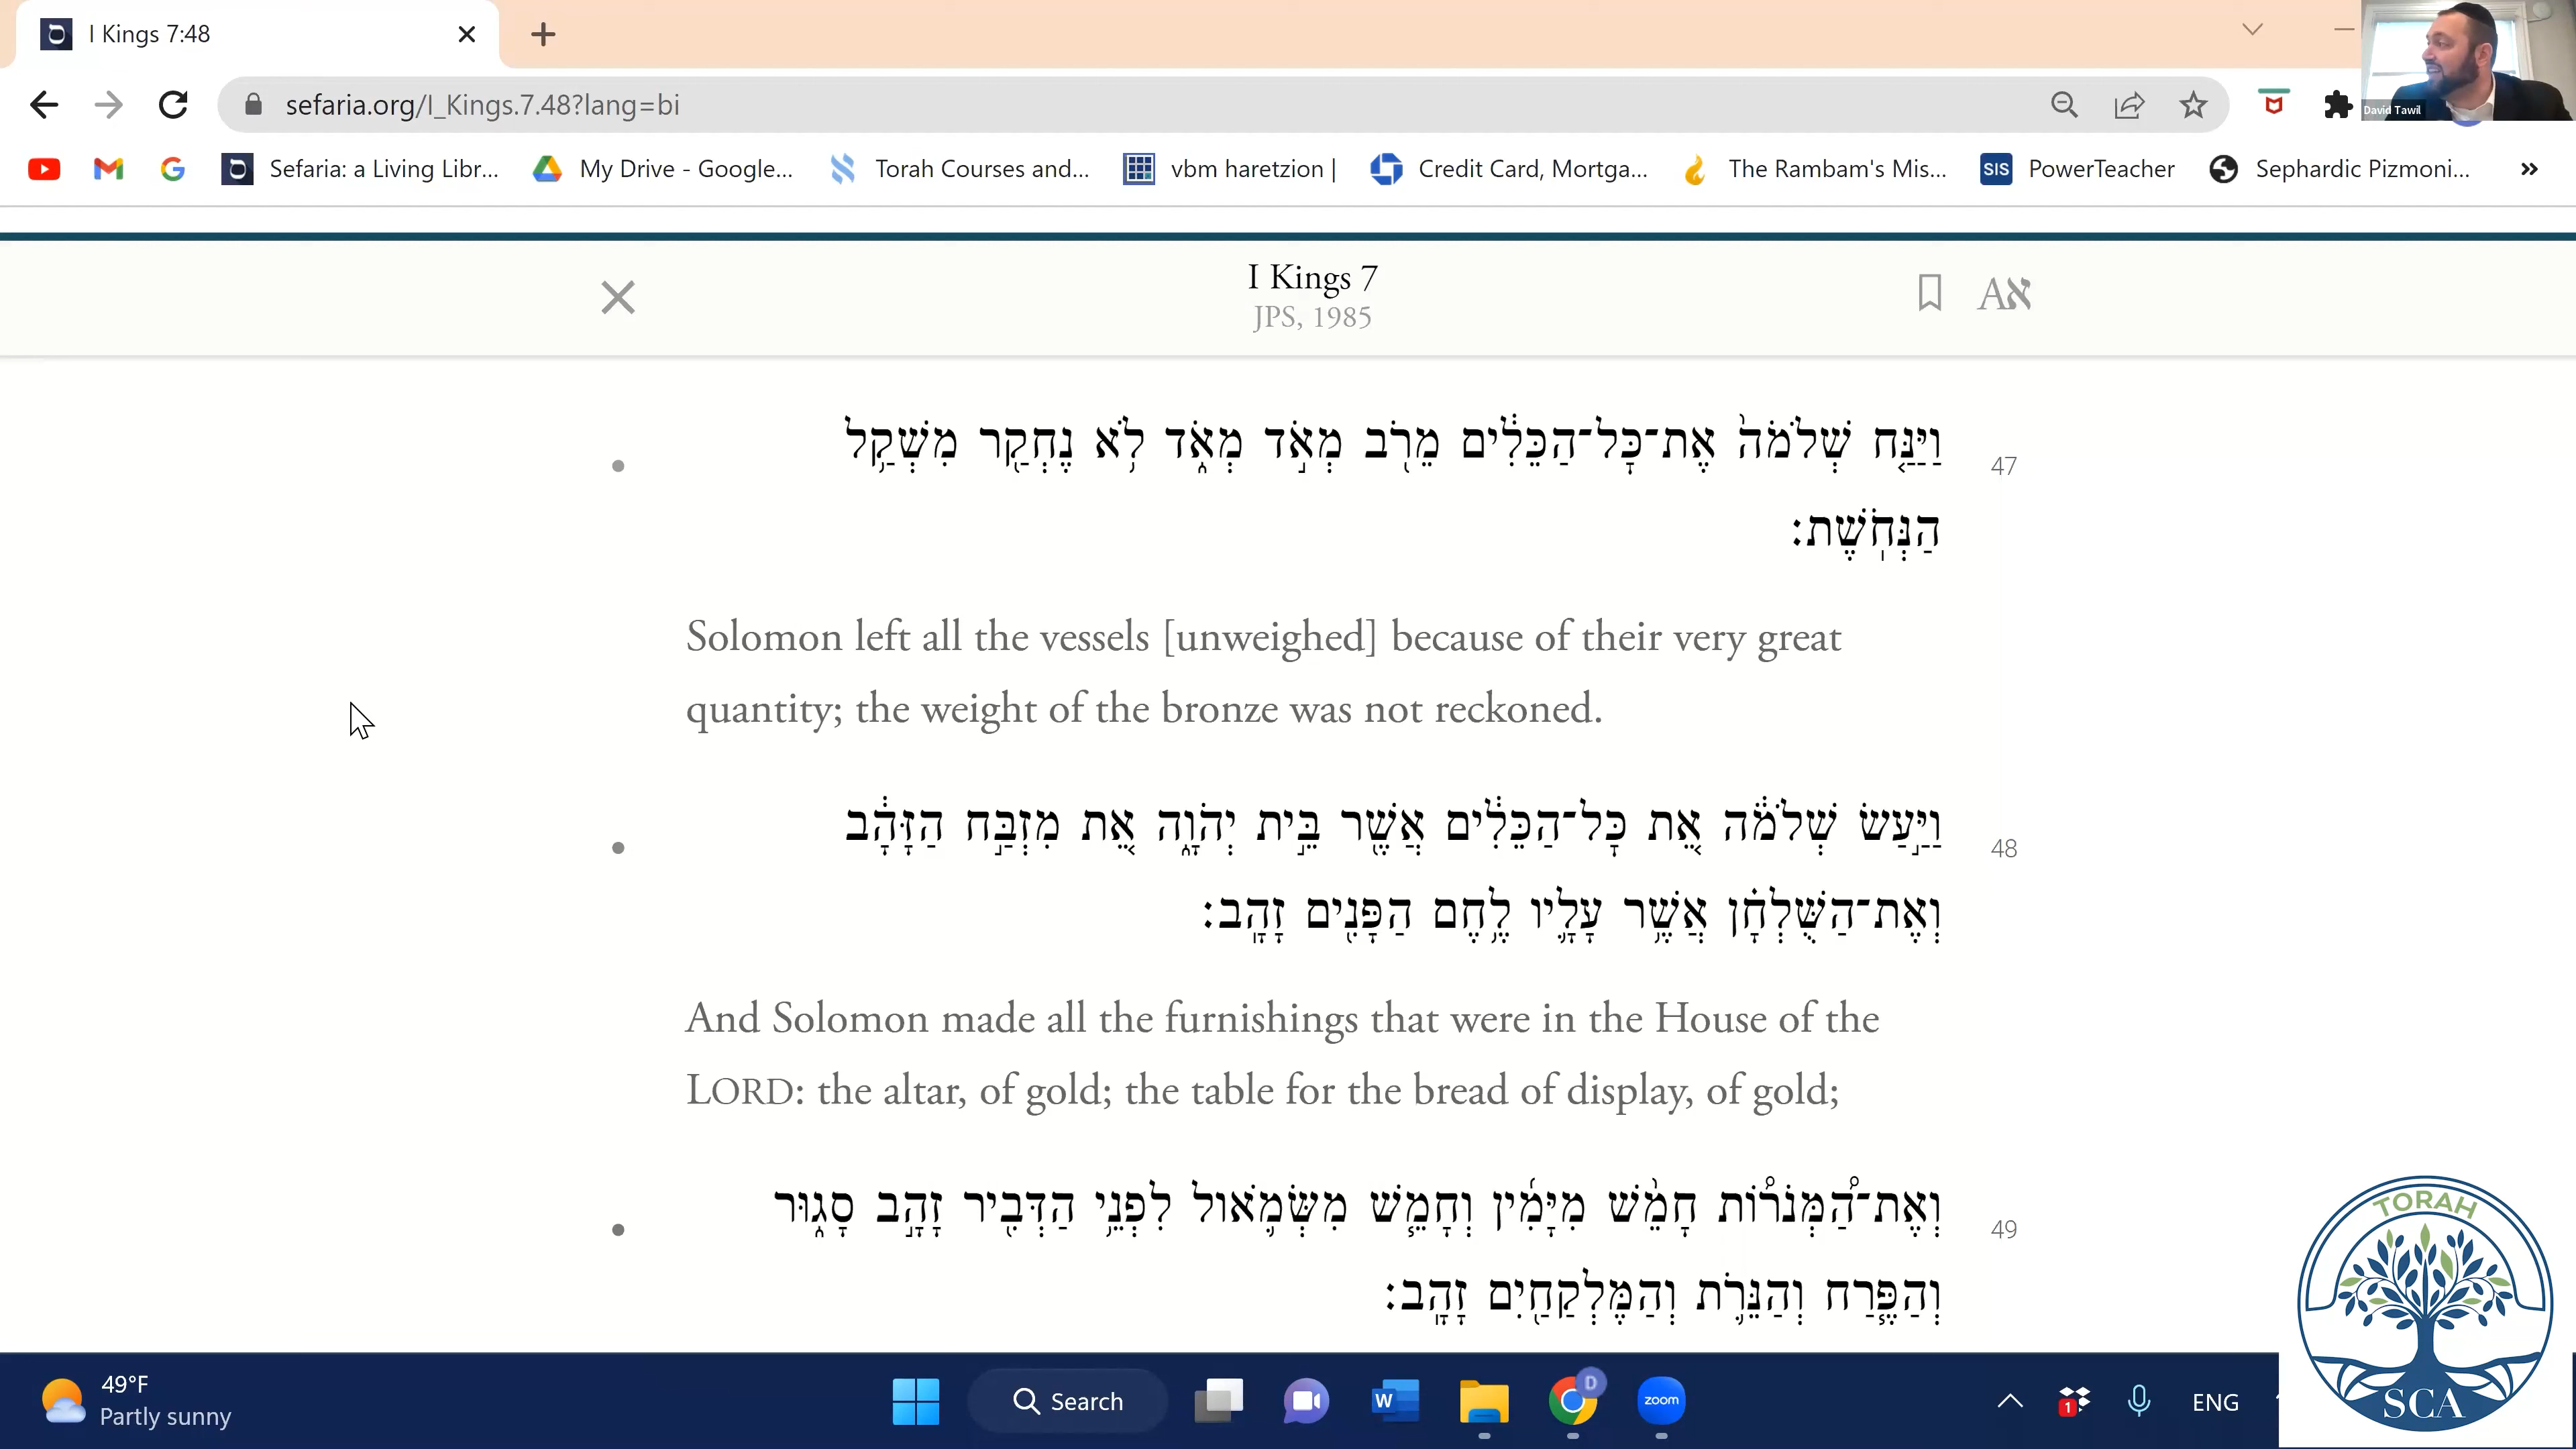 I Kings 7:48
sefaria.org/I_Kings.7.48?lang=bi
David Tawil
Sefaria: a Living Libr...
My Drive - Google...
Torah Courses and...
vbm haretzion |
Credit Card, Mortga...
The Rambam's Mis...
SIS PowerTeacher
Sephardic Pizmoni...
I Kings 7
JPS, 1985
Aא
47
וַיַּנַּ֤ח שְׁלֹמֹה֙ אֶת־כׇּל־הַכֵּלִ֔ים מֵרֹ֖ב מְאֹ֣ד מְאֹ֑ד לֹ֥א נֶחְקַ֖ר מִשְׁקַ֥ל
הַנְּחֹֽשֶׁת׃
Solomon left all the vessels [unweighed] because of their very great
quantity; the weight of the bronze was not reckoned.
48
וַיַּ֣עַשׂ שְׁלֹמֹ֔ה אֵ֚ת כׇּל־הַכֵּלִ֔ים אֲשֶׁ֖ר בֵּ֣ית יְהֹוָ֑ה אֵ֚ת מִזְבַּ֣ח הַזָּהָ֔ב
וְאֶת־הַשֻּׁלְחָ֗ן אֲשֶׁ֥ר עָלָ֛יו לֶ֥חֶם הַפָּנִ֖ים זָהָֽב׃
And Solomon made all the furnishings that were in the House of the
LORD: the altar, of gold; the table for the bread of display, of gold;
49
וְאֶת־הַ֠מְּנֹר֠וֹת חָמֵ֨שׁ מִיָּמִ֜ין וְחָמֵ֧שׁ מִשְּׂמֹ֛אול לִפְנֵ֥י הַדְּבִ֖יר זָהָ֣ב סָג֑וּר
וְהַפֶּ֧רַח וְהַנֵּרֹ֛ת וְהַמֶּלְקַחַ֖יִם זָהָֽב׃
TORAH
SCA
49°F
Partly sunny
Search
W
D
zoom
1
ENG